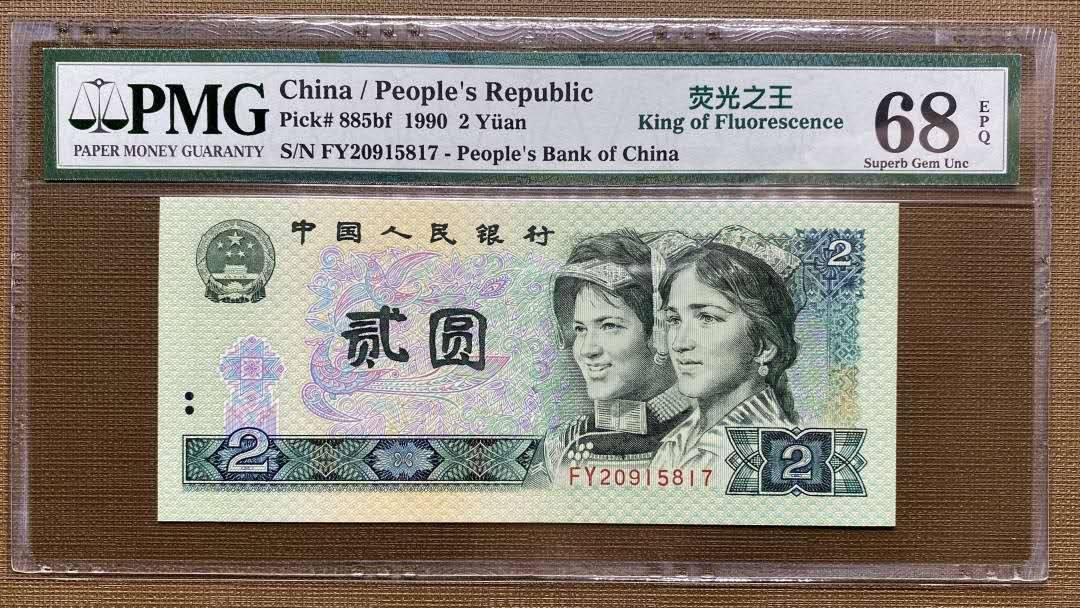 PMG
PAPER MONEY GUARANTY
China / People's Republic
Pick# 885bf 1990 2 Yüan
S/N FY20915817 - People's Bank of China
荧光之王
King of Fluorescence
68
EPQ
Superb Gem Unc
中国人民银行
2
贰圆
2
FY20915817
2